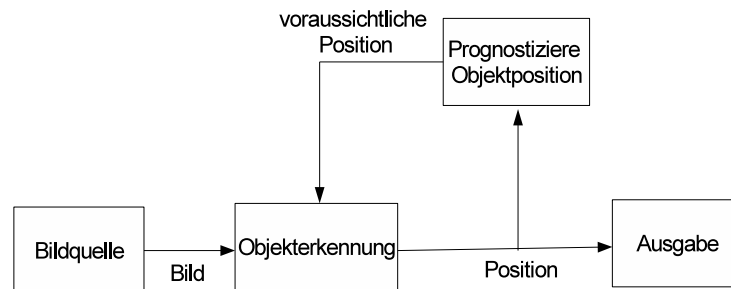 voraussichtliche
Position
Prognostiziere
Objektposition
Bildquelle
Bild
Objekterkennung
Position
Ausgabe